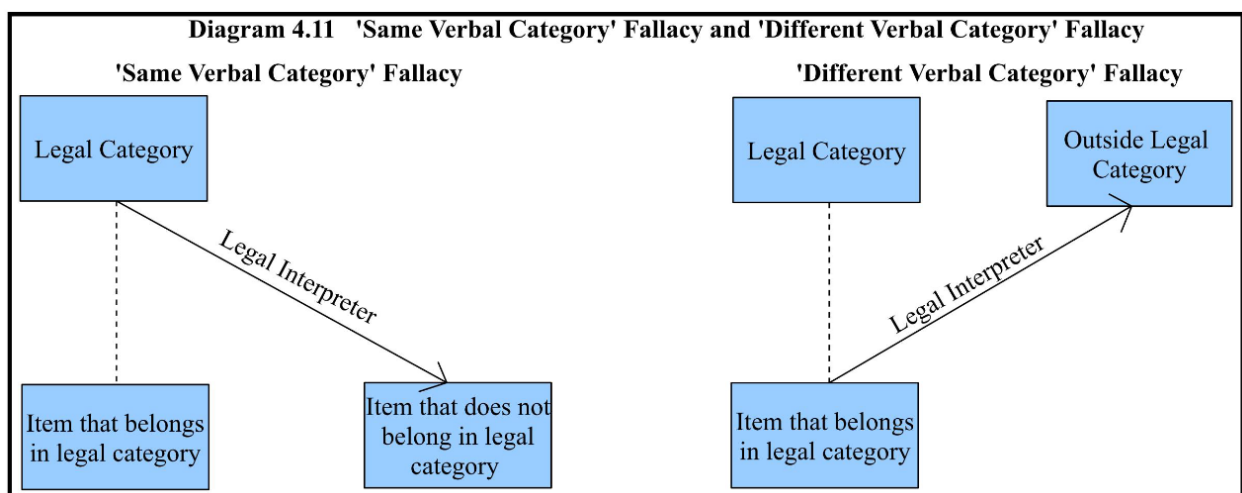 Diagram 4.11 'Same Verbal Category' Fallacy and 'Different Verbal Category' Fallacy
'Same Verbal Category' Fallacy
'Different Verbal Category' Fallacy
Legal Category
Legal Category
Outside Legal
Category
Legal Interpreter
Legal Interpreter
Item that belongs
in legal category
Item that does not
belong in legal
category
Item that belongs
in legal category